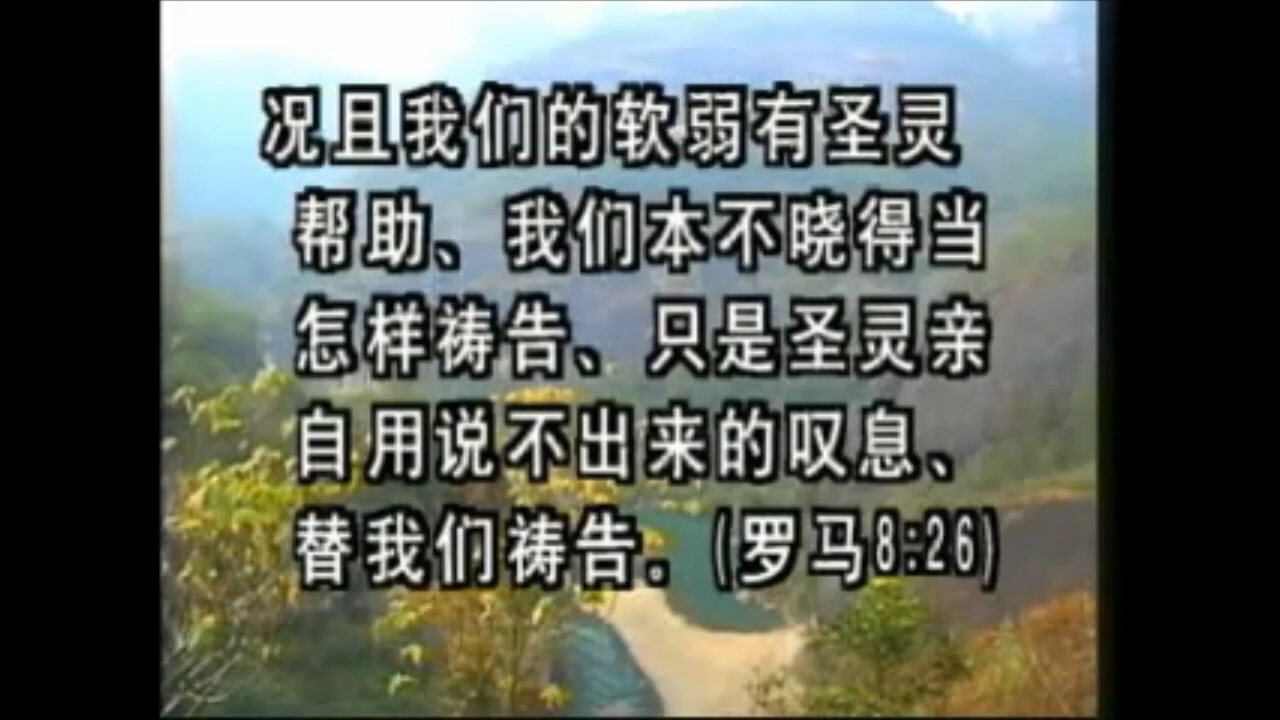 况且我们的软弱有圣灵
帮助、我们本不晓得当
怎样祷告、只是圣灵亲
自用说不出来的叹息、
替我们祷告．(罗马8:26)